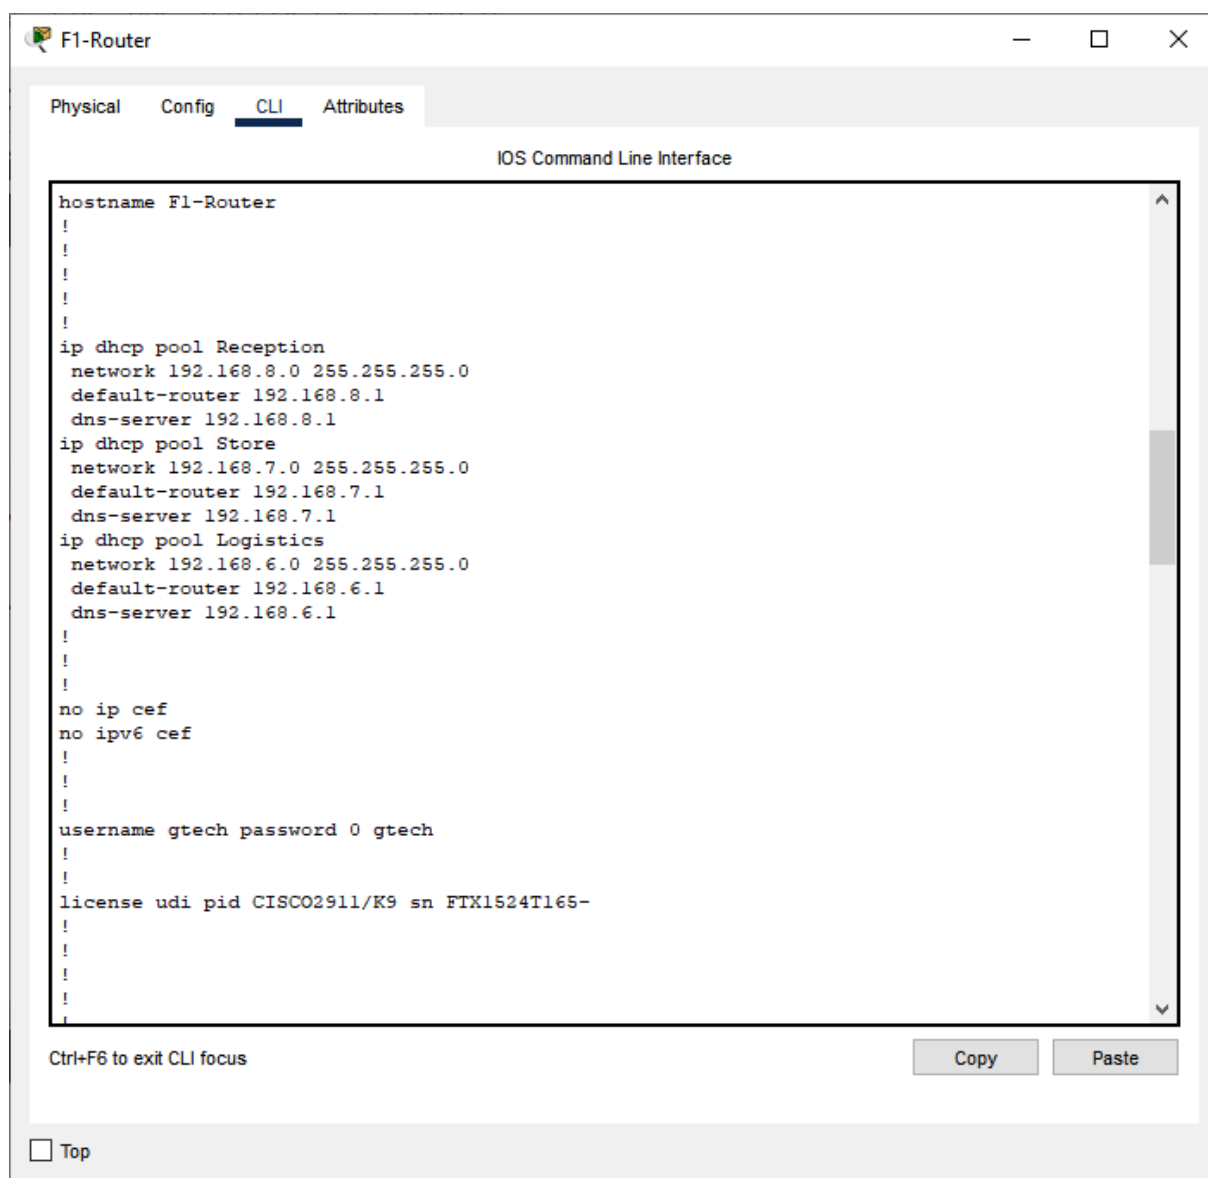 F1-Router
Physical Config CLI Attributes
IOS Command Line Interface
hostname F1-Router
!
!
!
!
!
ip dhcp pool Reception
 network 192.168.8.0 255.255.255.0
 default-router 192.168.8.1
 dns-server 192.168.8.1
ip dhcp pool Store
 network 192.168.7.0 255.255.255.0
 default-router 192.168.7.1
 dns-server 192.168.7.1
ip dhcp pool Logistics
 network 192.168.6.0 255.255.255.0
 default-router 192.168.6.1
 dns-server 192.168.6.1
!
!
!
no ip cef
no ipv6 cef
!
!
!
username gtech password 0 gtech
!
!
license udi pid CISCO2911/K9 sn FTX1524T165-
!
!
!
!
!
Ctrl+F6 to exit CLI focus
Copy Paste
Top